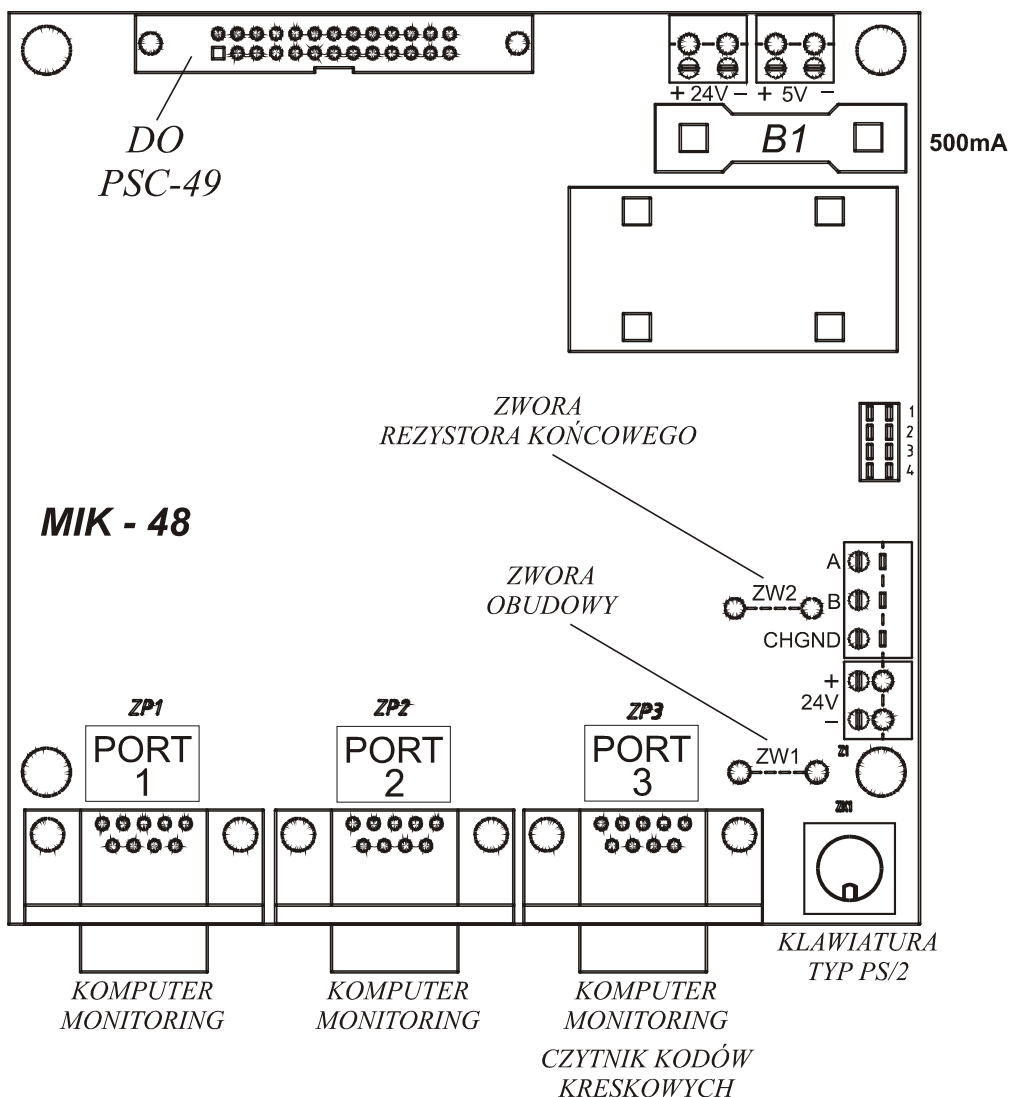 + 24V − + 5V −
B1
500mA
DO
PSC-49
ZWORA
REZYSTORA KOŃCOWEGO
1
2
3
4
MIK - 48
ZWORA
OBUDOWY
A
ZW2
B
CHGND
+
24V
−
ZP1
ZP2
ZP3
PORT
1
PORT
2
PORT
3
ZW1
Z1
ZK1
KLAWIATURA
TYP PS/2
KOMPUTER
MONITORING
KOMPUTER
MONITORING
KOMPUTER
MONITORING
CZYTNIK KODÓW
KRESKOWYCH